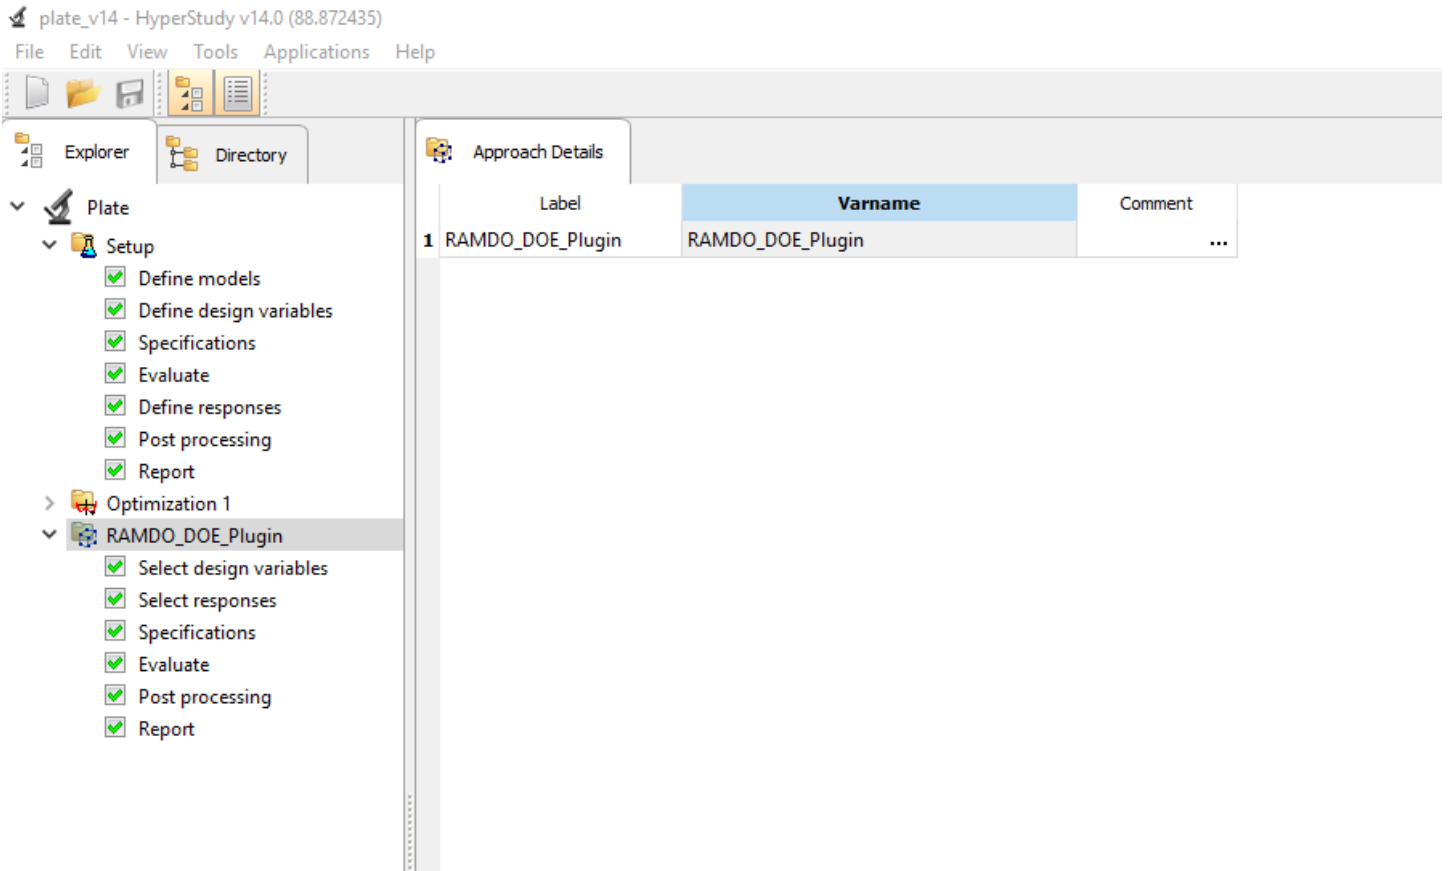 plate_v14 - HyperStudy v14.0 (88.872435)
File Edit View Tools Applications Help
Explorer Directory Approach Details
Plate
Setup
Define models
Define design variables
Specifications
Evaluate
Define responses
Post processing
Report
Optimization 1
RAMDO_DOE_Plugin
Select design variables
Select responses
Specifications
Evaluate
Post processing
Report
Label Varname Comment
1 RAMDO_DOE_Plugin RAMDO_DOE_Plugin ...